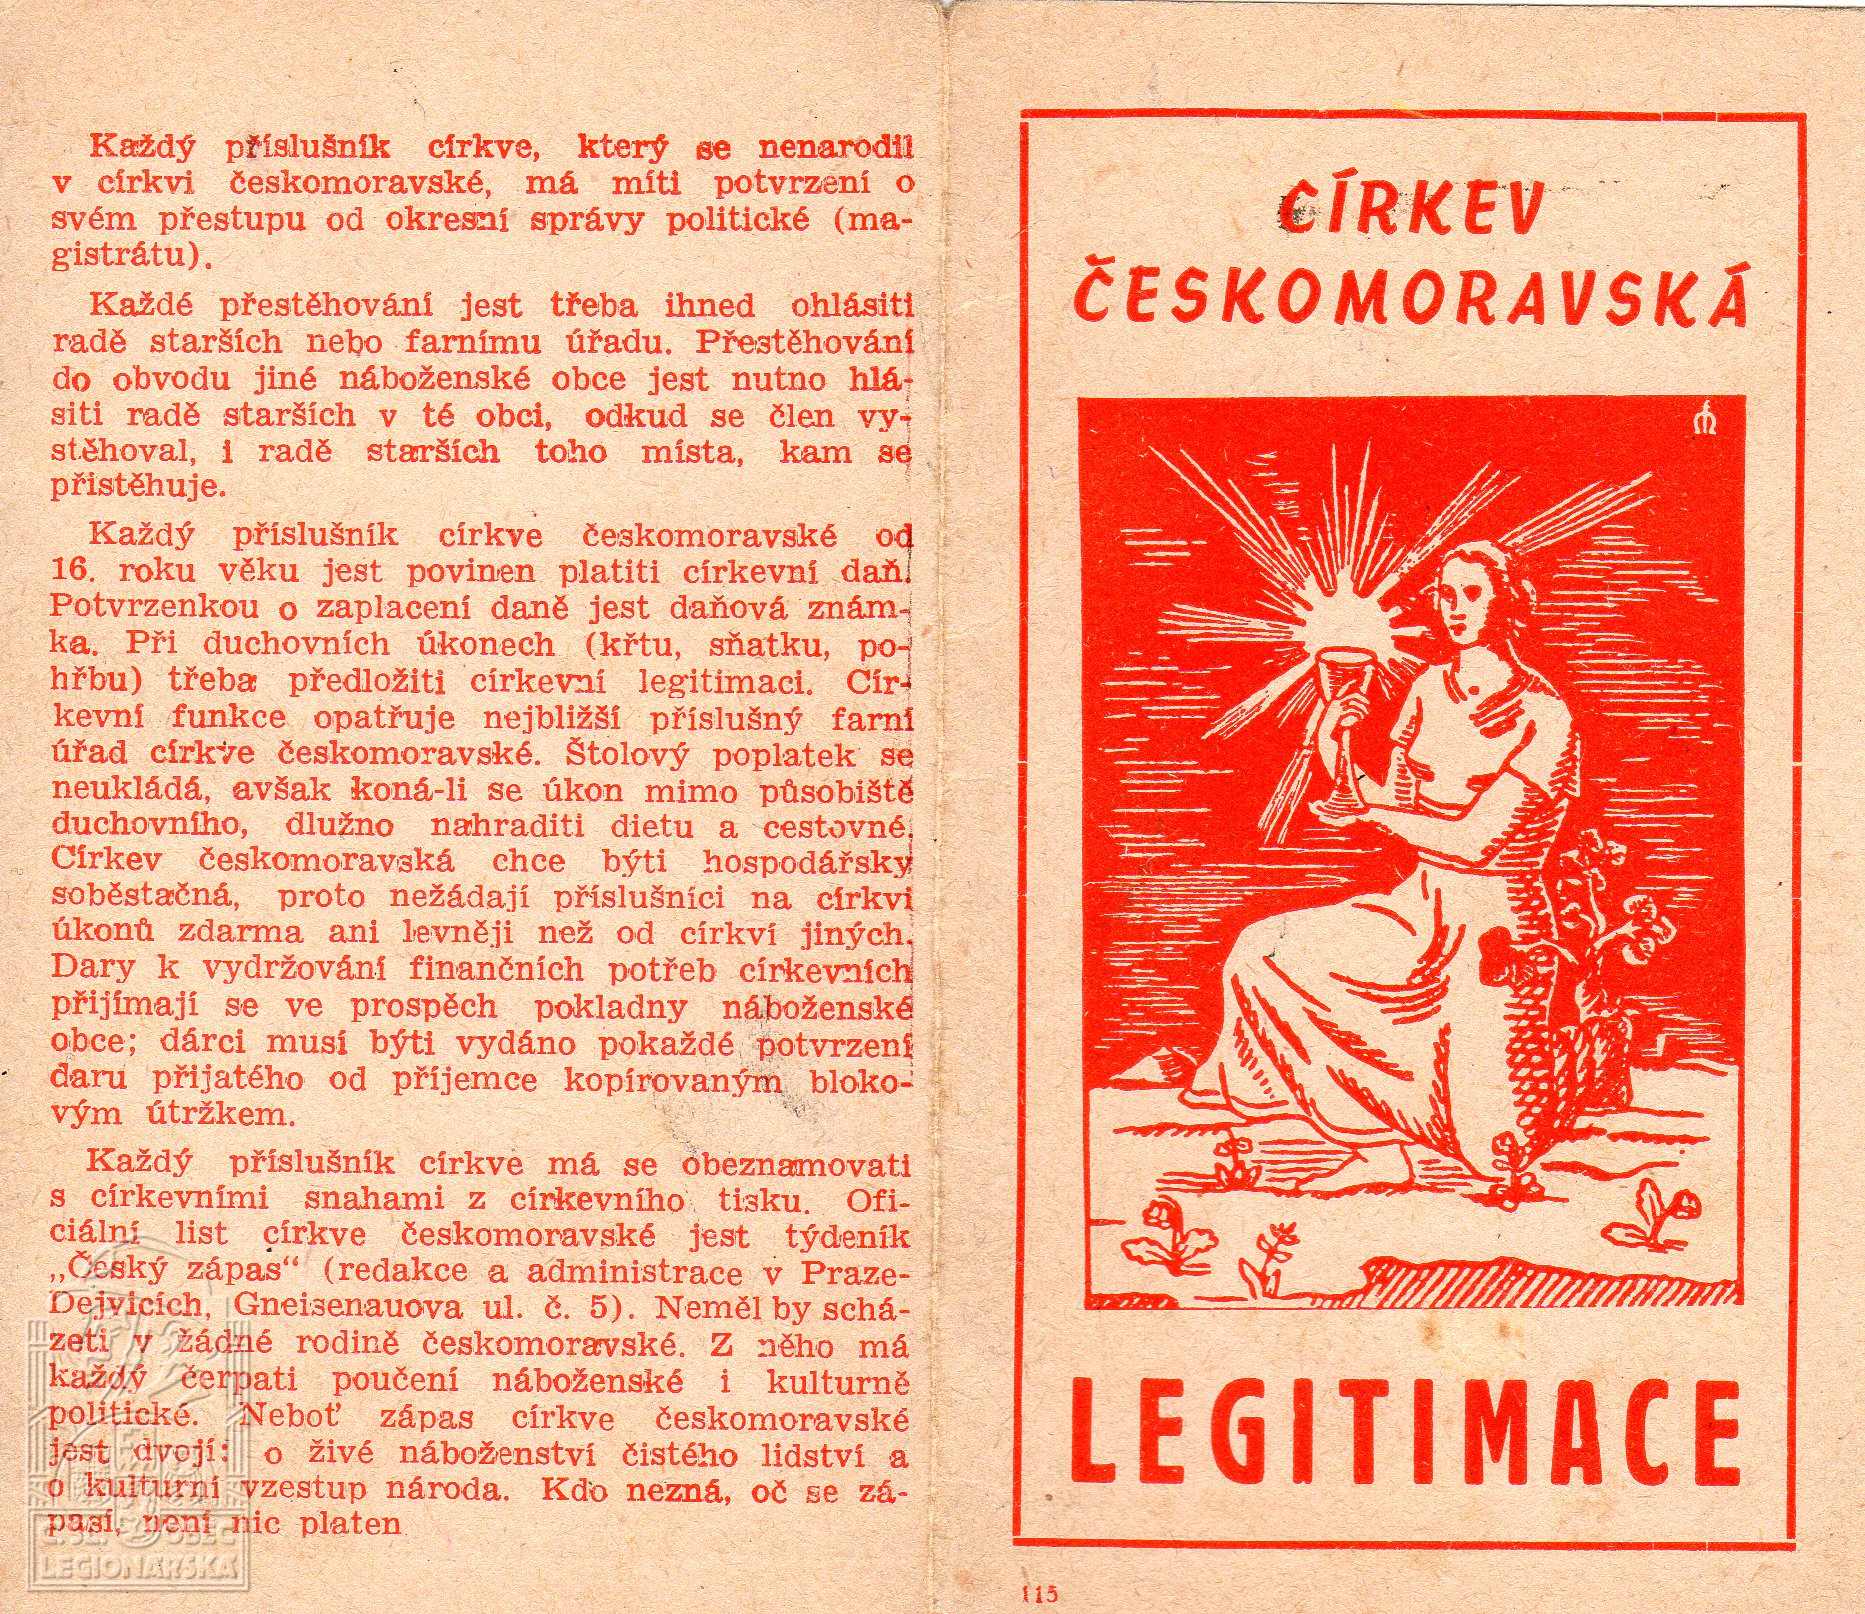 Každý příslušník církve, který se nenarodil
v církvi českomoravské, má míti potvrzení o
svém přestupu od okresní správy politické (ma-
gistrátu).
Každé přestěhování jest třeba ihned ohlásiti
radě starších nebo farnímu úřadu. Přestěhování
do obvodu jiné náboženské obce jest nutno hlá-
siti radě starších v té obci, odkud se člen vy-
stěhoval, i radě starších toho místa, kam se
přistěhuje.
Každý příslušník církve českomoravské od
16. roku věku jest povinen platiti církevní daň.
Potvrzenkou o zaplacení daně jest daňová znám-
ka. Při duchovních úkonech (křtu, sňatku, po-
hřbu) třeba předložiti církevní legitimaci. Cír-
kevní funkce opatřuje nejbližší příslušný farní
úřad církve českomoravské. Štolový poplatek se
neukládá, avšak koná-li se úkon mimo působiště
duchovního, dlužno nahraditi dietu a cestovné.
Církev českomoravská chce býti hospodářsky
soběstačná, proto nežádají příslušníci na církvi
úkonů zdarma ani levněji než od církví jiných.
Dary k vydržování finančních potřeb církevních
přijímají se ve prospěch pokladny náboženské
obce; dárci musí býti vydáno pokaždé potvrzení
daru přijatého od příjemce kopírovaným bloko-
vým útržkem.
Každý příslušník církve má se obeznamovati
s církevními snahami z církevního tisku. Ofi-
ciální list církve českomoravské jest týdeník
„Český zápas“ (redakce a administrace v Praze-
Dejvicích, Gneisenauova ul. č. 5). Neměl by schá-
zeti v žádné rodině českomoravské. Z něho má
každý čerpati poučení náboženské i kulturně
politické. Neboť zápas církve českomoravské
jest dvojí: o živé náboženství čistého lidství a
o kulturní vzestup národa. Kdo nezná, oč se zá-
pasí, není nic platen
Č. SL. OBEC
LEGIONÁŘSKÁ
CÍRKEV
ČESKOMORAVSKÁ
LEGITIMACE
115